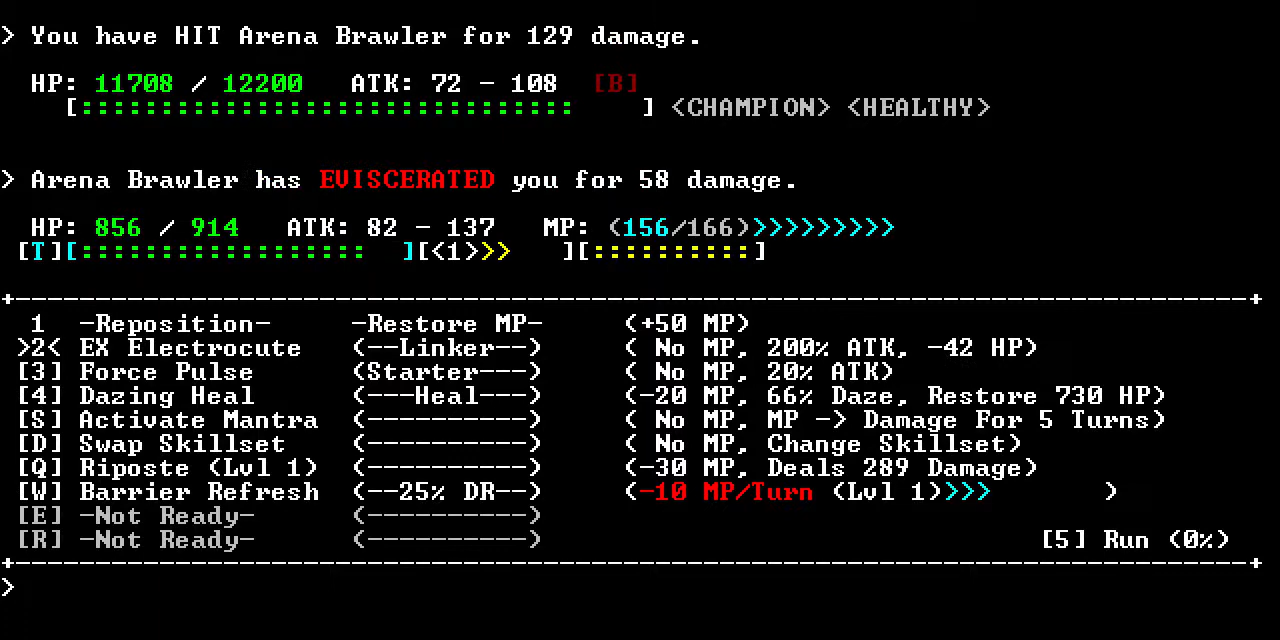 > You have HIT Arena Brawler for 129 damage.
HP: 11708 / 12200   ATK: 72 - 108  [B]
[:::::::::::::::::::::::::::::::    ] <CHAMPION> <HEALTHY>
> Arena Brawler has EVISCERATED you for 58 damage.
HP: 856 / 914   ATK: 82 - 137   MP: (156/166)>>>>>>>>>
[T][::::::::::::::::::  ][<1>>>   ][::::::::::]
+------------------------------------------------------------------------------+
1  -Reposition-     -Restore MP-     (+50 MP)
>2< EX Electrocute   (--Linker--)     ( No MP, 200% ATK, -42 HP)
[3] Force Pulse      (Starter---)     ( No MP, 20% ATK)
[4] Dazing Heal      (---Heal---)     (-20 MP, 66% Daze, Restore 730 HP)
[S] Activate Mantra  (----------)     ( No MP, MP -> Damage For 5 Turns)
[D] Swap Skillset    (----------)     ( No MP, Change Skillset)
[Q] Riposte (Lvl 1)  (----------)     (-30 MP, Deals 289 Damage)
[W] Barrier Refresh  (--25% DR--)     (-10 MP/Turn (Lvl 1)>>>       )
[E] -Not Ready-      (----------)
[R] -Not Ready-      (----------)                               [5] Run (0%)
+------------------------------------------------------------------------------+
>